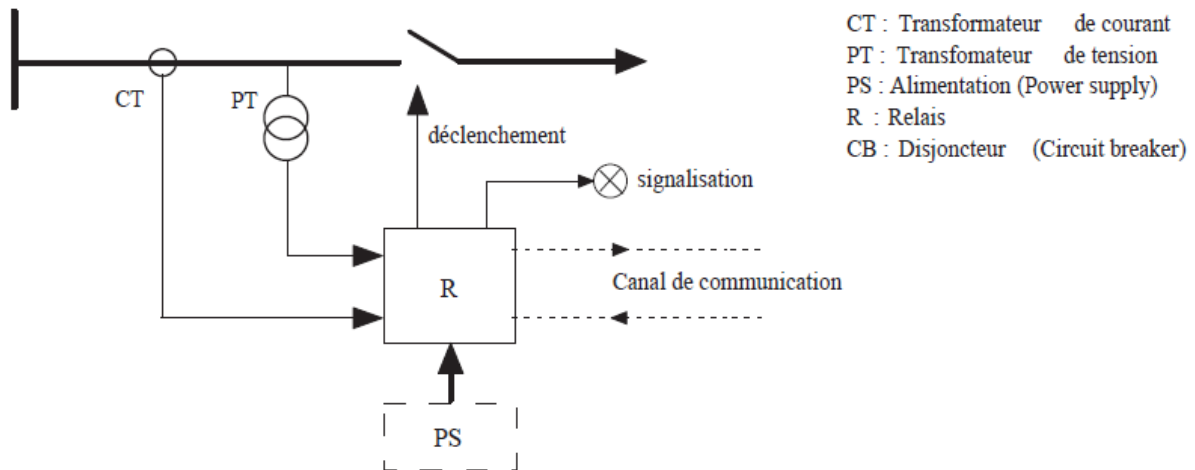 CT : Transformateur de courant
PT : Transfomateur de tension
PS : Alimentation (Power supply)
R : Relais
CB : Disjoncteur (Circuit breaker)
CT
PT
déclenchement
signalisation
R
Canal de communication
PS